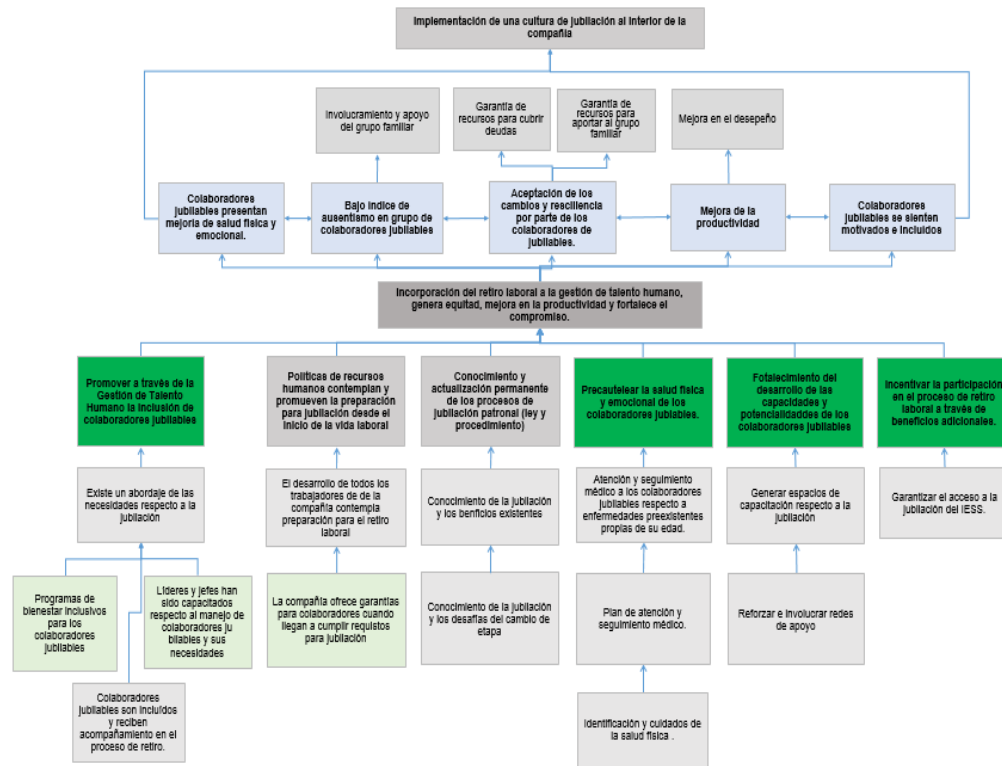 Implementación de una cultura de jubilación al interior de la
compañía
Involucramiento y apoyo
del grupo familiar
Garantía de
recursos para cubrir
deudas
Garantía de
recursos para
aportar al grupo
familiar
Mejora en el desepeño
Colaboradores
jubilables presentan
mejoría de salud física y
emocional.
Bajo índice de
ausentismo en grupo de
colaboradores jubilables
Aceptación de los
cambios y resciliencia
por parte de los
colaboradores de
jubilables.
Mejora de la
productividad
Colaboradores
jubilables se sienten
motivados e incluídos
Incorporación del retiro laboral a la gestión de talento humano,
genera equidad, mejora en la productividad y fortalece el
compromiso.
Promover a través de la
Gestión de Talento
Humano la inclusión de
colaboradores jubilables
Políticas de recursos
humanos contemplan y
promueven la preparación
para jubilación desde el
inicio de la vida laboral
Conocimiento y
actualización permanente
de los procesos de
jubilación patronal (ley y
procedimiento)
Precautelear la salud física
y emocional de los
colaboradores jubilables.
Fotalecimiento del
desarrollo de las
capacidades y
potencialidaddes de los
colaboradores jubilables
Incentivar la participación
en el proceso de retiro
laboral a través de
beneficios adicionales.
Existe un abordaje de las
necesidades respecto a la
jubilación
El desarrollo de todos los
trabajadores de de la
compañía contempla
preparación para el retiro
laboral
Conocimiento de la jubilación
y los benficios existentes
Atención y seguimiento
médico a los colaboradores
jubilables respecto a
enfermedades preexistentes
propias de su edad.
Generar espacios de
capacitación respecto a la
jubilación
Garantizar el acceso a la
jubilación del IESS.
Programas de
bienestar inclusivos
para los
colaboradores
jubilables
Líderes y jefes han
sido capacitados
respecto al manejo de
colaboradores ju
bilables y sus
necesidades
La compañía ofrece garantías
para colaboradores cuando
llegan a cumplir requistos
para jubilación
Conocimiento de la jubilación
y los desafías del cambio de
etapa
Plan de atención y
seguimiento médico.
Reforzar e involucrar redes
de apoyo
Colaboradores
jubilables son incluídos
y reciben
acompañamiento en el
proceso de retiro.
Identificación y cuidados de
la salud física .